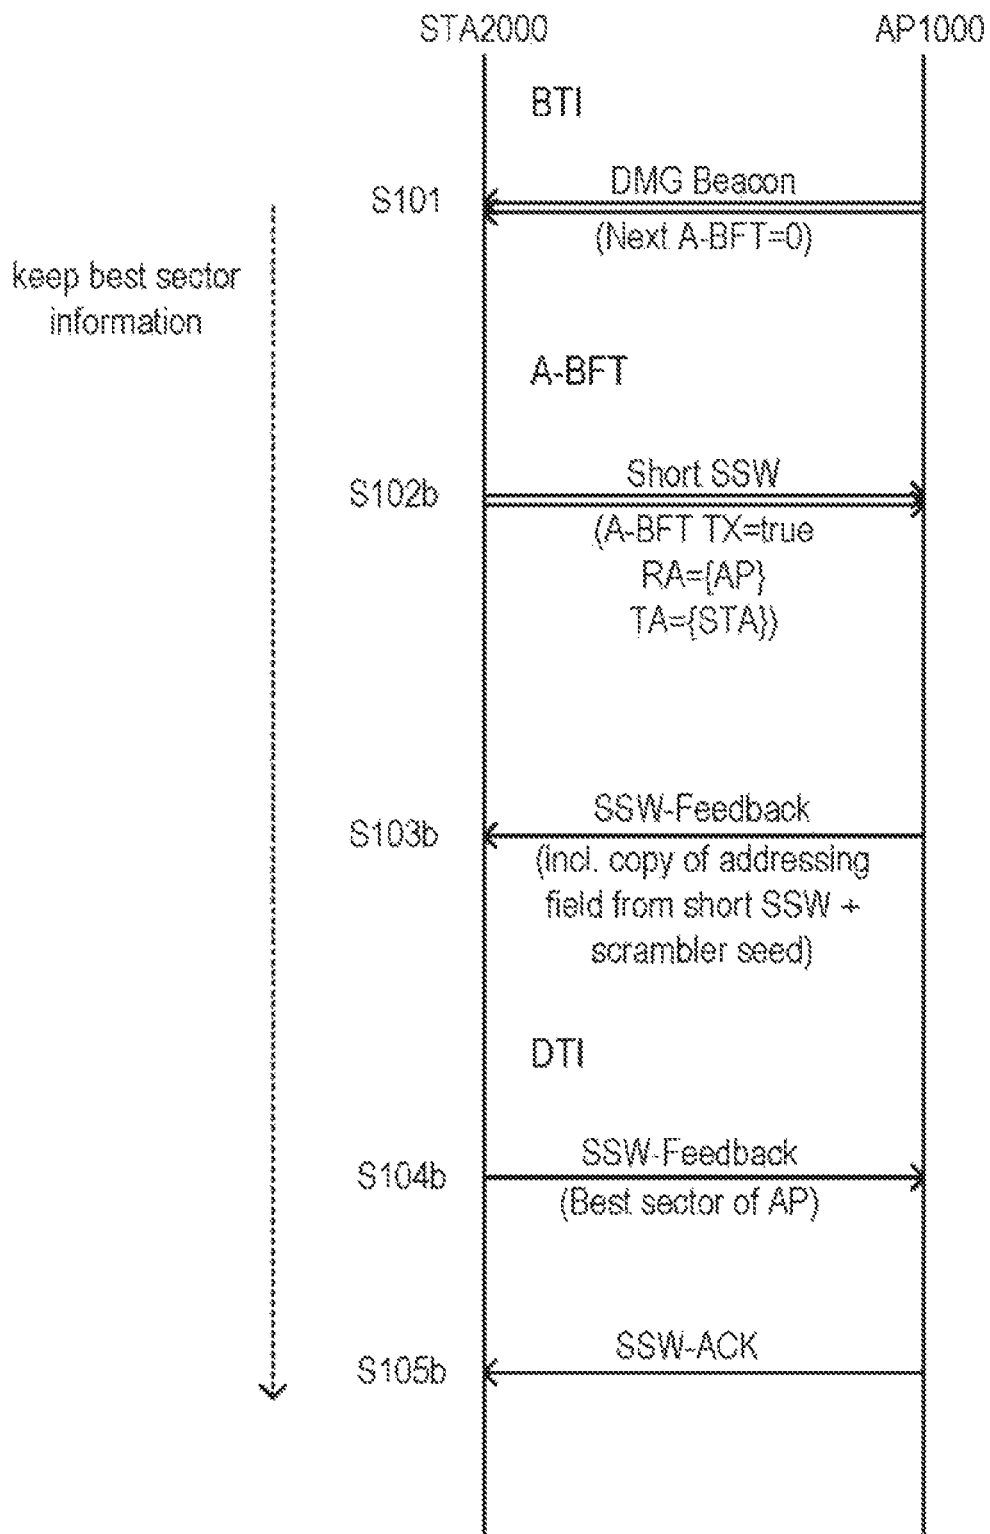 STA2000 AP1000
BTI
DMG Beacon
S101
(Next A-BFT=0)
keep best sector
information
A-BFT
Short SSW
S102b
(A-BFT TX=true
RA={AP}
TA={STA})
SSW-Feedback
S103b
(incl. copy of addressing
field from short SSW +
scrambler seed)
DTI
SSW-Feedback
S104b
(Best sector of AP)
SSW-ACK
S105b